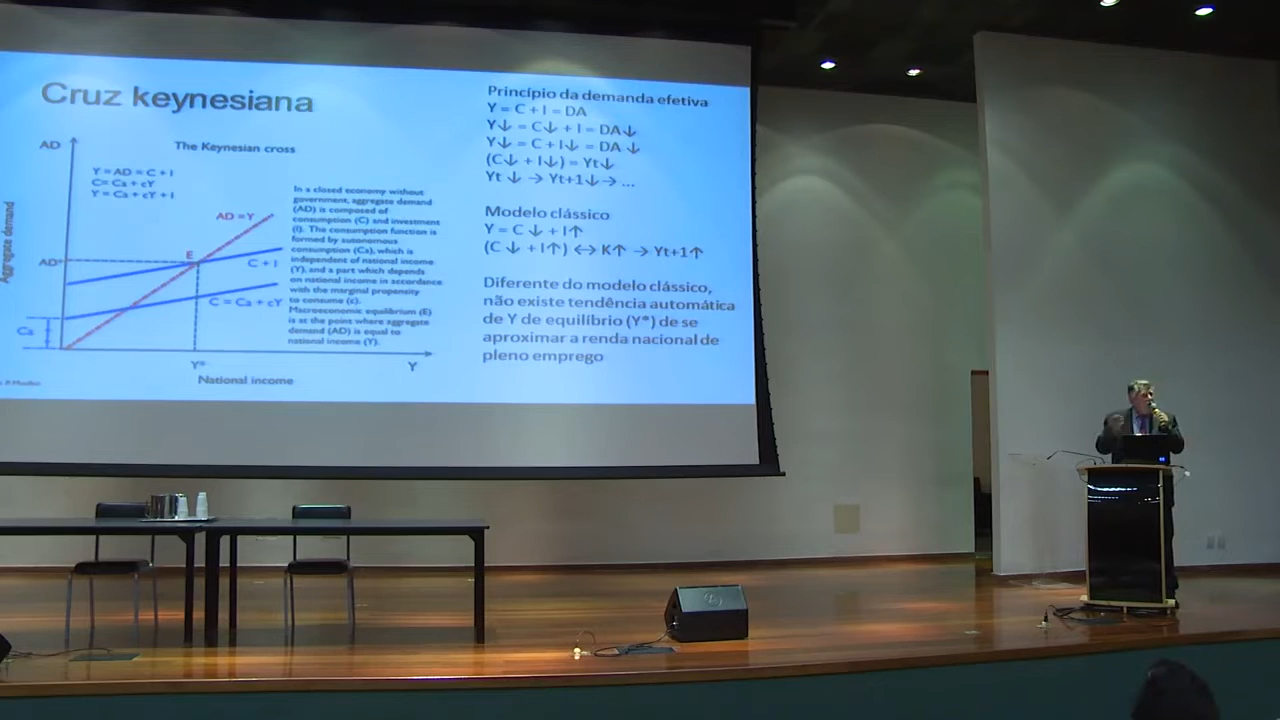 Cruz keynesiana
The Keynesian cross
AD
Y = AD = C + I
C= Ca + cY
Y = Ca + cY + I
In a closed economy without
government, aggregate demand
(AD) is composed of
consumption (C) and investment
(I). The consumption function is
formed by autonomous
consumption (Ca), which is
independent of national income
(Y), and a part which depends
on national income in accordance
with the marginal propensity
to consume (c).
Macroeconomic equilibrium (E)
is at the point where aggregate
demand (AD) is equal to
national income (Y).
AD = Y
E
AD*
C + I
C = Ca + cY
Ca
Aggregate demand
Y*
Y
National income
P.Mueller
Princípio da demanda efetiva
Y = C + I = DA
Y↓ = C↓ + I = DA↓
Y↓ = C + I↓ = DA ↓
(C↓ + I↓) = Yt↓
Yt ↓ → Yt+1↓→ ...
Modelo clássico
Y = C ↓ + I↑
(C ↓ + I↑) ↔ K↑ → Yt+1↑
Diferente do modelo clássico,
não existe tendência automática
de Y de equilíbrio (Y*) de se
aproximar a renda nacional de
pleno emprego